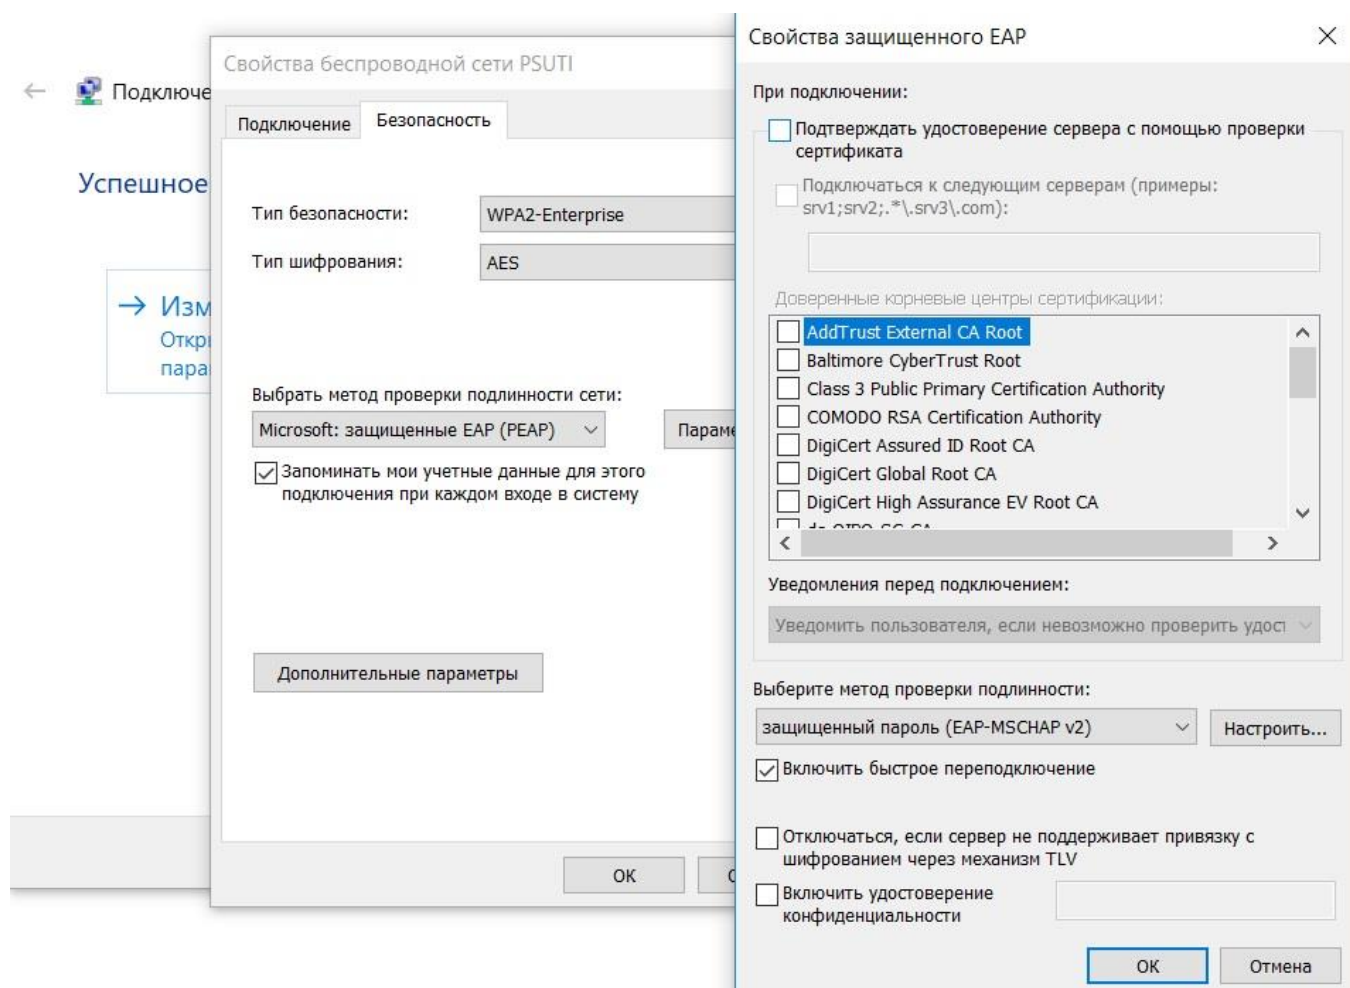 Подключе
Успешное
Изм
Откр
пара
Свойства беспроводной сети PSUTI
Подключение
Безопасность
Тип безопасности:
WPA2-Enterprise
Тип шифрования:
AES
Выбрать метод проверки подлинности сети:
Microsoft: защищенные EAP (PEAP)
Параме
Запоминать мои учетные данные для этого
подключения при каждом входе в систему
Дополнительные параметры
ОК
Свойства защищенного EAP
При подключении:
Подтверждать удостоверение сервера с помощью проверки
сертификата
Подключаться к следующим серверам (примеры:
srv1;srv2;.*\.srv3\.com):
Доверенные корневые центры сертификации:
AddTrust External CA Root
Baltimore CyberTrust Root
Class 3 Public Primary Certification Authority
COMODO RSA Certification Authority
DigiCert Assured ID Root CA
DigiCert Global Root CA
DigiCert High Assurance EV Root CA
Уведомления перед подключением:
Уведомить пользователя, если невозможно проверить удост
Выберите метод проверки подлинности:
защищенный пароль (EAP-MSCHAP v2)
Настроить...
Включить быстрое переподключение
Отключаться, если сервер не поддерживает привязку с
шифрованием через механизм TLV
Включить удостоверение
конфиденциальности
ОК
Отмена